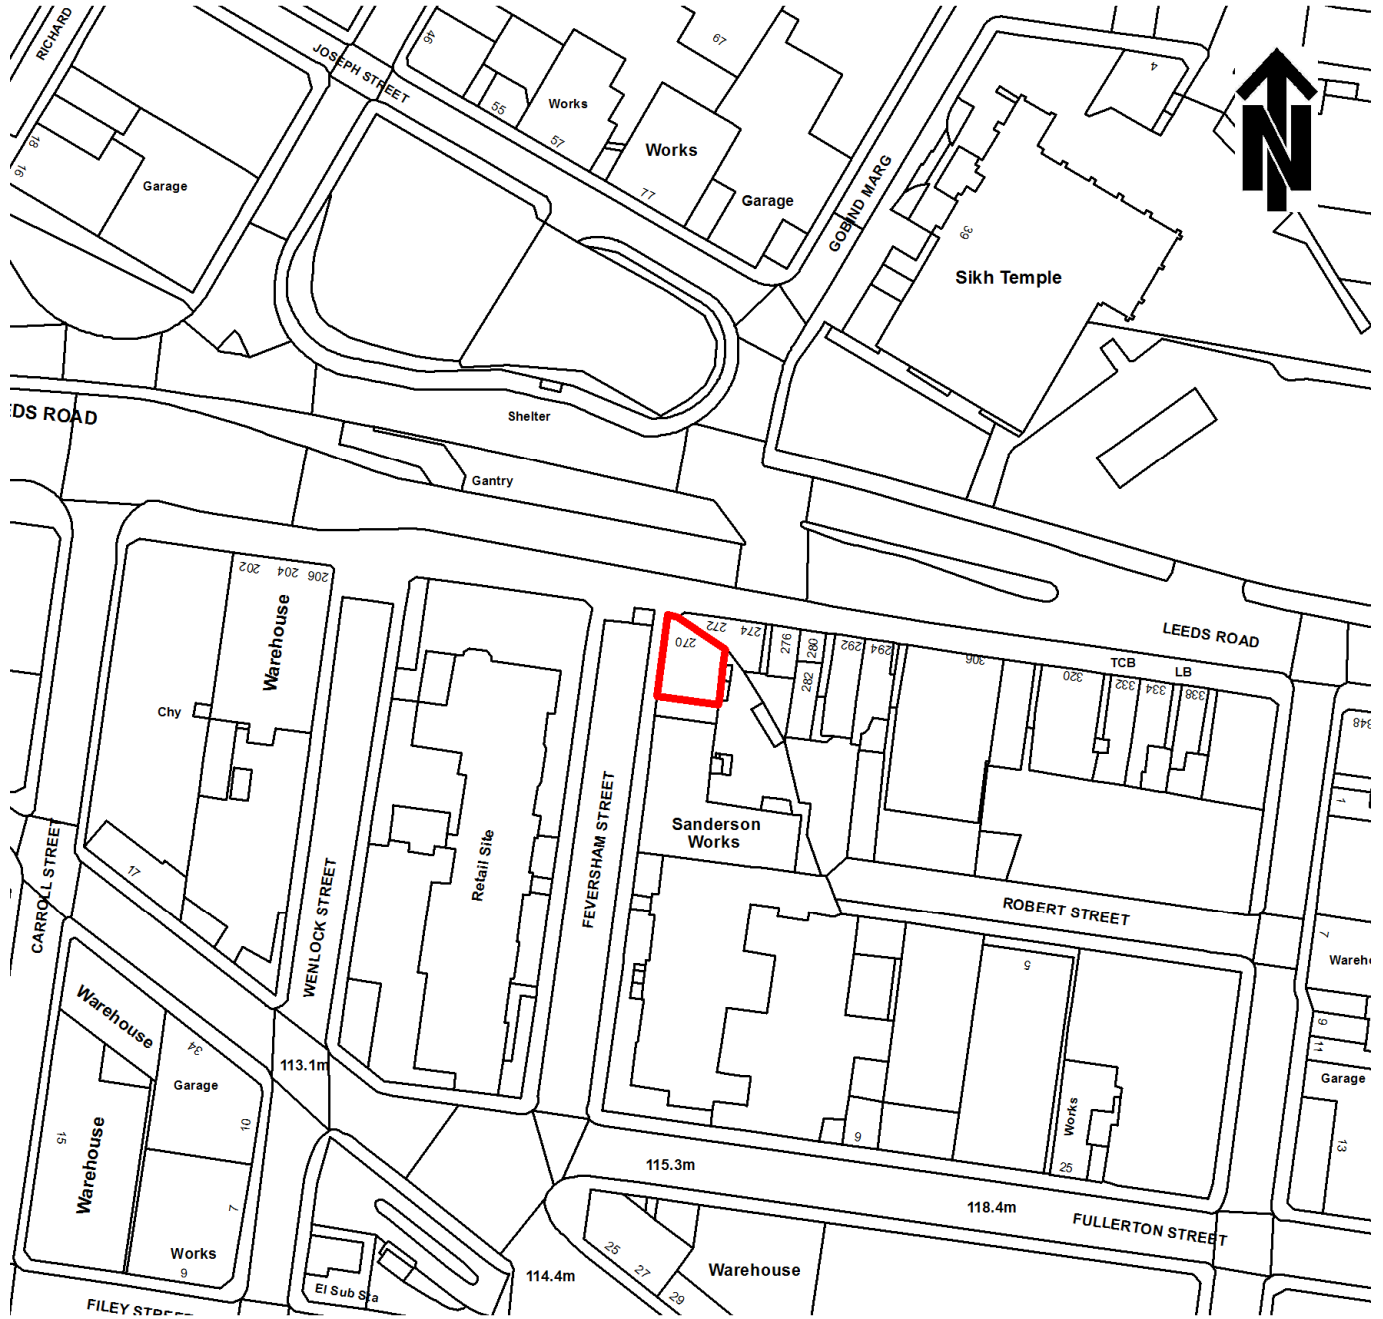 RICHARD
JOSEPH STREET
46
67
4
55
Works
57
Works
77
Garage
18
16
Garage
GOBIND MARG
39
Sikh Temple
N
EDS ROAD
Shelter
Gantry
LEEDS ROAD
202
204
206
Warehouse
Chy
270
272
274
276
280
282
292
294
306
320
TCB
332
334
LB
338
348
1
17
CARROLL STREET
WENLOCK STREET
Retail Site
FEVERSHAM STREET
Sanderson
Works
ROBERT STREET
7
5
Wareh
9
11
Garage
13
Warehouse
34
Garage
113.1m
10
15
Warehouse
7
Works
9
FILEY STREET
El Sub Sta
114.4m
115.3m
9
Works
25
118.4m
FULLERTON STREET
25
27
29
Warehouse